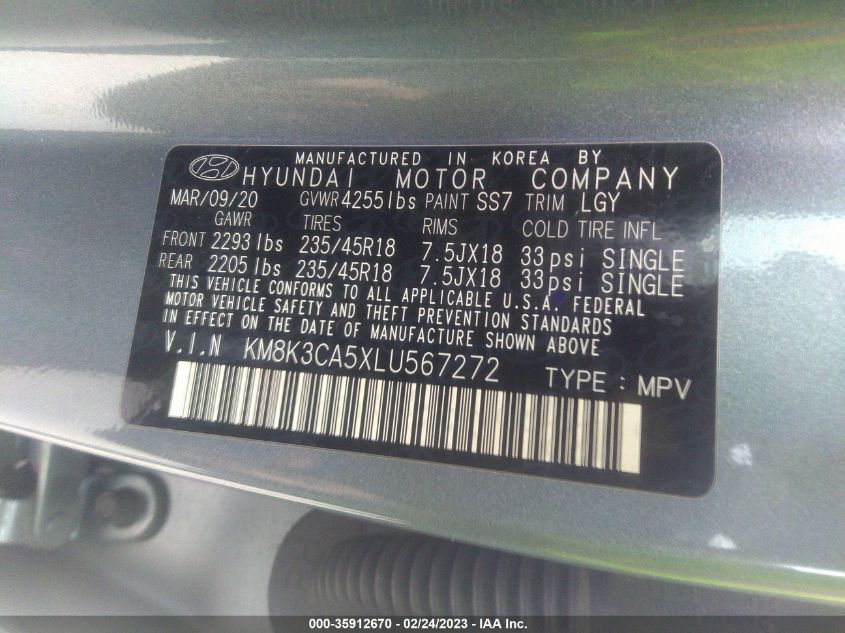 MANUFACTURED IN KOREA BY
HYUNDAI MOTOR COMPANY
MAR/09/20 GVWR 4255lbs PAINT SS7 TRIM LGY
GAWR TIRES RIMS COLD TIRE INFL
FRONT 2293lbs 235/45R18 7.5JX18 33psi SINGLE
REAR 2205lbs 235/45R18 7.5JX18 33psi SINGLE
THIS VEHICLE CONFORMS TO ALL APPLICABLE U.S.A. FEDERAL
MOTOR VEHICLE SAFETY AND THEFT PREVENTION STANDARDS
IN EFFECT ON THE DATE OF MANUFACTURE SHOWN ABOVE
V.I.N KM8K3CA5XLU567272 TYPE : MPV
000-35912670 - 02/24/2023 - IAA Inc.